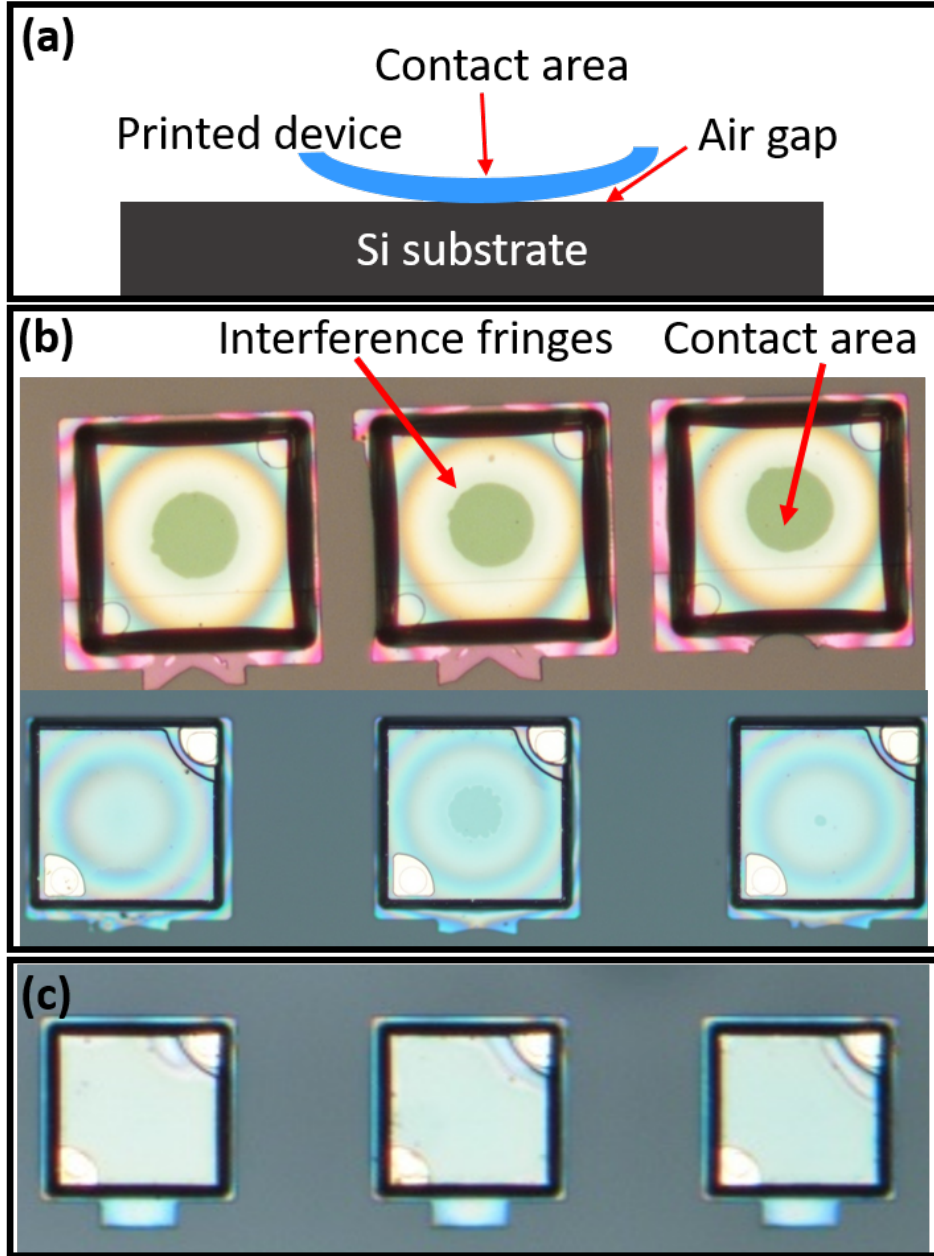 (a)
Contact area
Printed device
Air gap
Si substrate
(b)
Interference fringes
Contact area
(c)